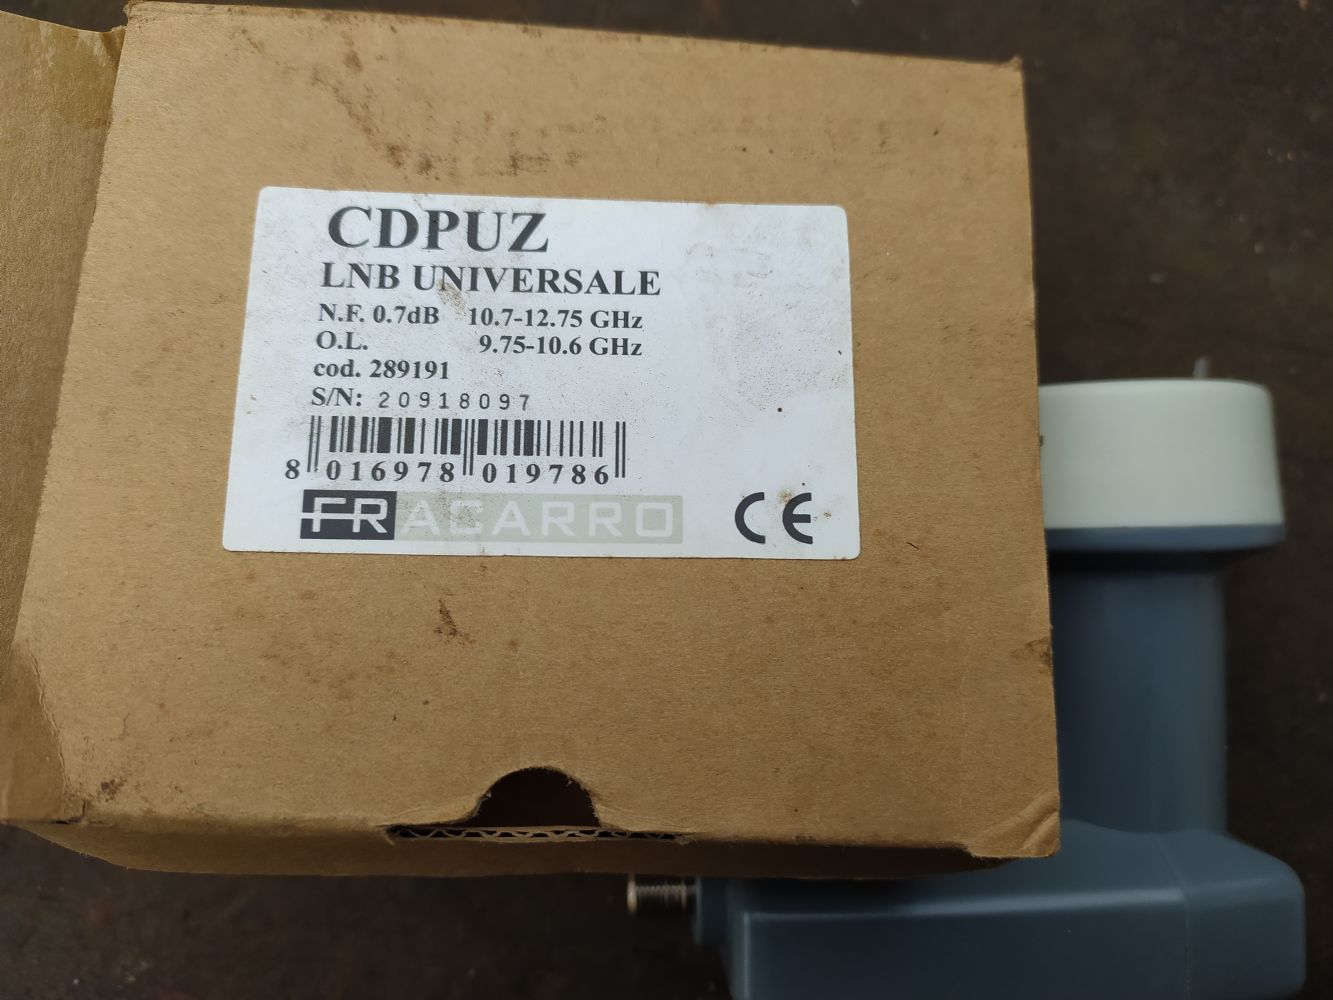 CDPUZ
LNB UNIVERSALE
N.F. 0.7dB 10.7-12.75 GHz
O.L. 9.75-10.6 GHz
cod. 289191
S/N: 20918097
8 016978 019786
FRACARRO CE